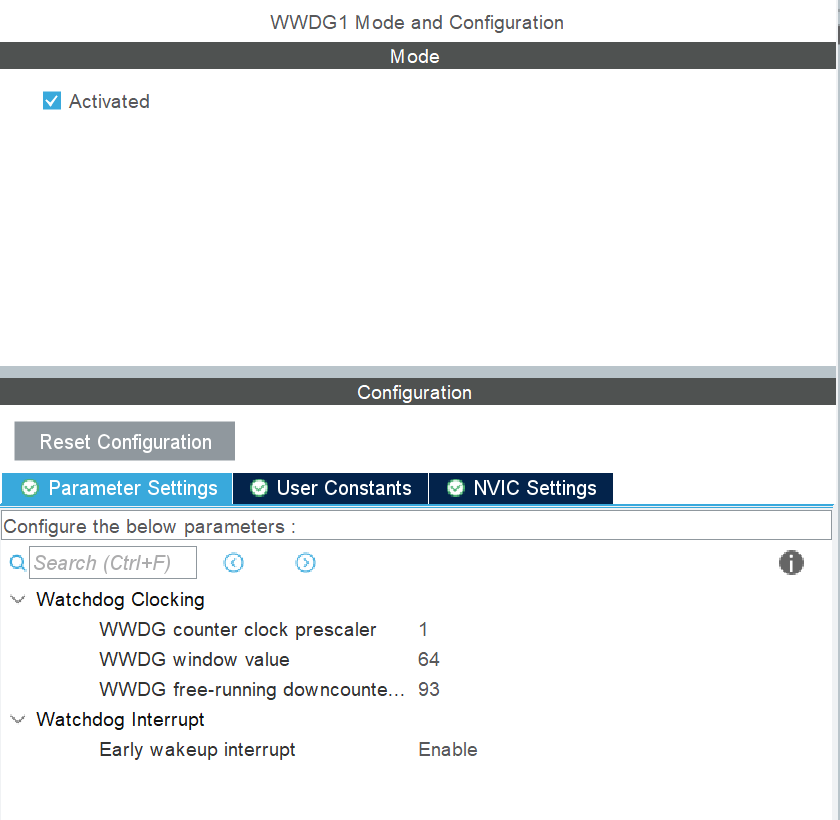 WWDG1 Mode and Configuration
Mode
Activated
Configuration
Reset Configuration
Parameter Settings User Constants NVIC Settings
Configure the below parameters :
Search (Ctrl+F)
Watchdog Clocking
WWDG counter clock prescaler 1
WWDG window value 64
WWDG free-running downcounte... 93
Watchdog Interrupt
Early wakeup interrupt Enable